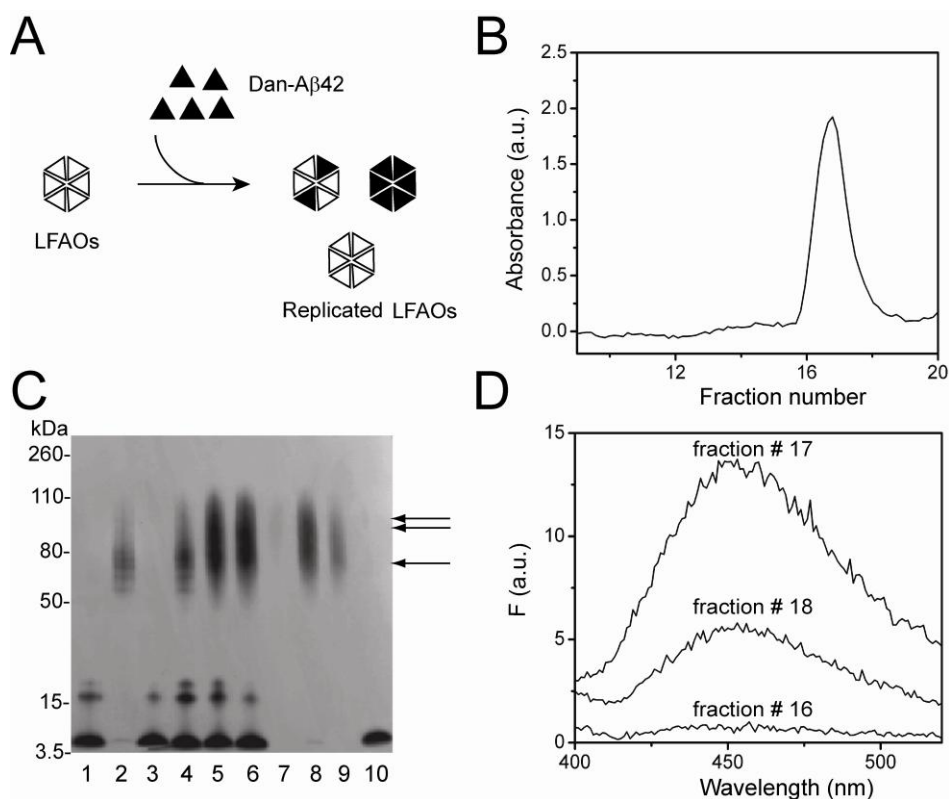 A
Dan-Aβ42
LFAOs
Replicated LFAOs
B
2.5
2.0
1.5
1.0
0.5
0.0
Absorbance (a.u.)
12 16 20
Fraction number
C
kDa
260-
110-
80-
50-
15-
3.5-
1 2 3 4 5 6 7 8 9 10
D
15
10
5
0
F (a.u.)
fraction # 17
fraction # 18
fraction # 16
400 450 500
Wavelength (nm)